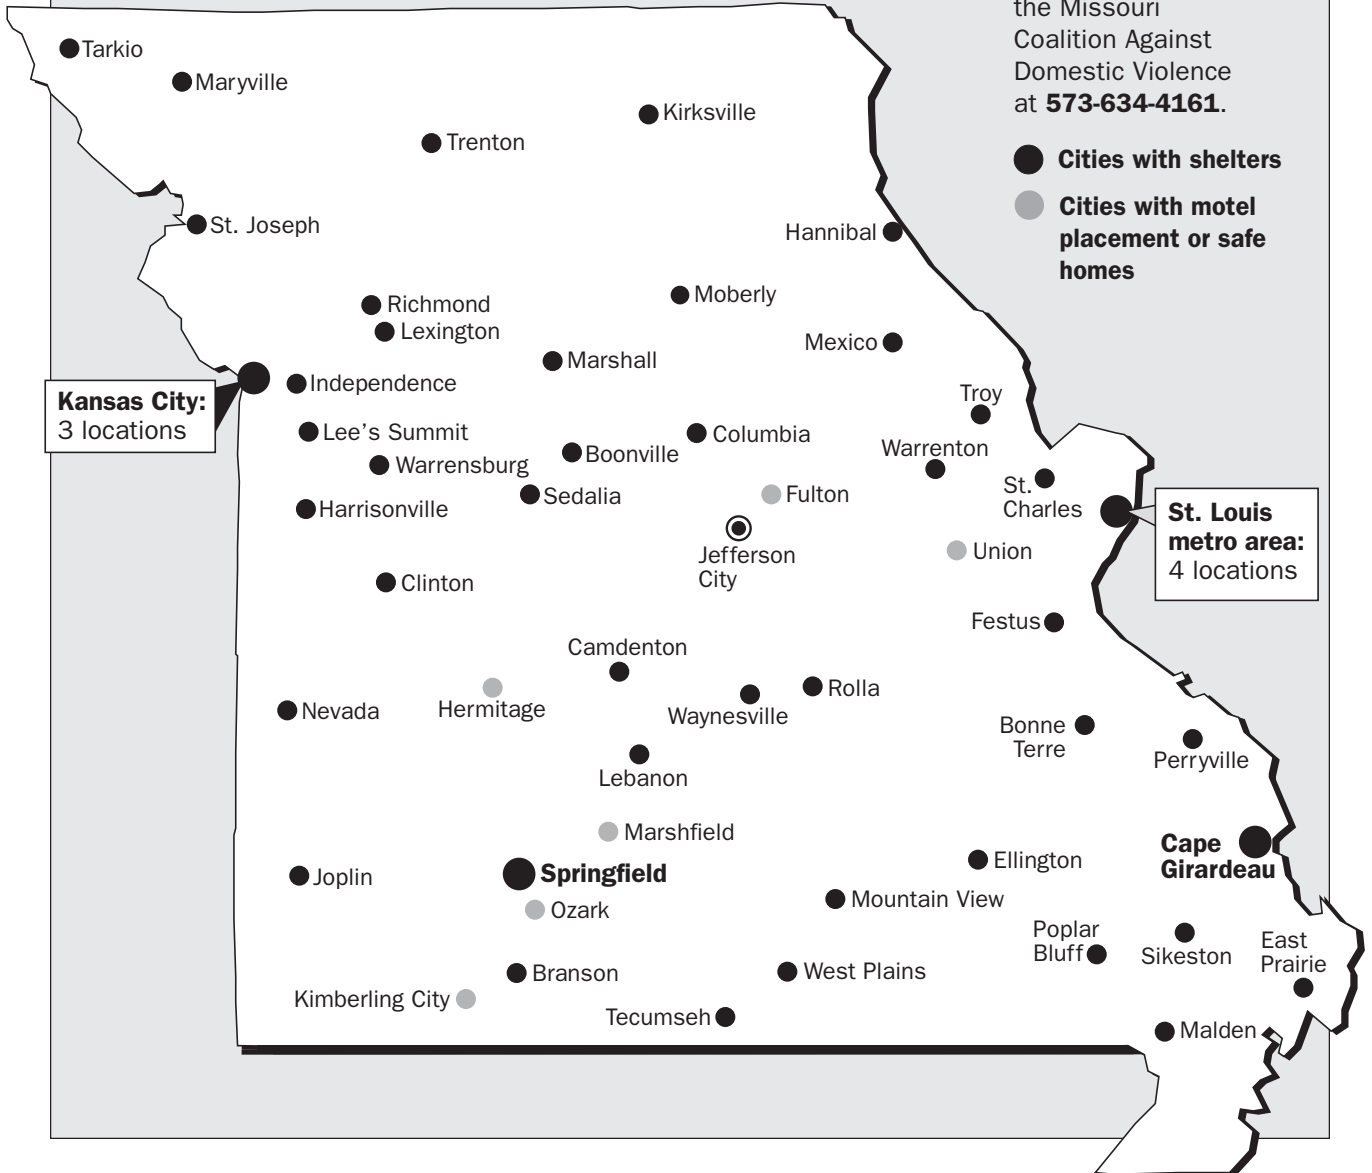 the Missouri
Coalition Against
Domestic Violence
at 573-634-4161.
Cities with shelters
Cities with motel
placement or safe
homes
Tarkio
Maryville
Kirksville
Trenton
St. Joseph
Hannibal
Richmond
Moberly
Lexington
Mexico
Marshall
Independence
Kansas City:
3 locations
Troy
Lee's Summit
Columbia
Warrenton
Boonville
Warrensburg
St.
Charles
Sedalia
Fulton
Harrisonville
St. Louis
metro area:
4 locations
Jefferson
City
Union
Clinton
Festus
Camdenton
Rolla
Hermitage
Nevada
Waynesville
Bonne
Terre
Perryville
Lebanon
Marshfield
Cape
Girardeau
Ellington
Springfield
Joplin
Mountain View
Ozark
Poplar
Bluff
Sikeston
East
Prairie
Branson
West Plains
Kimberling City
Tecumseh
Malden